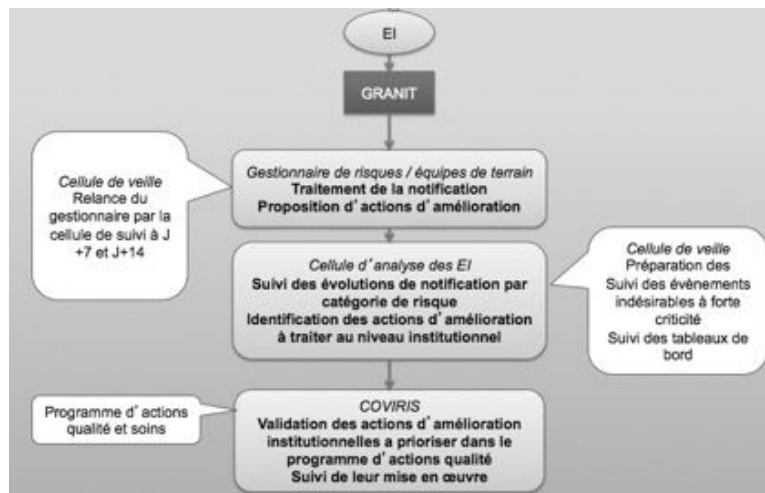 EI
GRANIT
Gestionnaire de risques / équipes de terrain
Traitement de la notification
Proposition d'actions d'amélioration
Cellule de veille
Relance du
gestionnaire par la
cellule de suivi à J
+7 et J+14
Cellule d'analyse des EI
Suivi des évolutions de notification par
catégorie de risque
Identification des actions d'amélioration
à traiter au niveau institutionnel
Cellule de veille
Préparation des
Suivi des évènements
indésirables à forte
criticité
Suivi des tableaux de
bord
Programme d'actions
qualité et soins
COVIRIS
Validation des actions d'amélioration
institutionnelles a prioriser dans le
programme d'actions qualité
Suivi de leur mise en œuvre